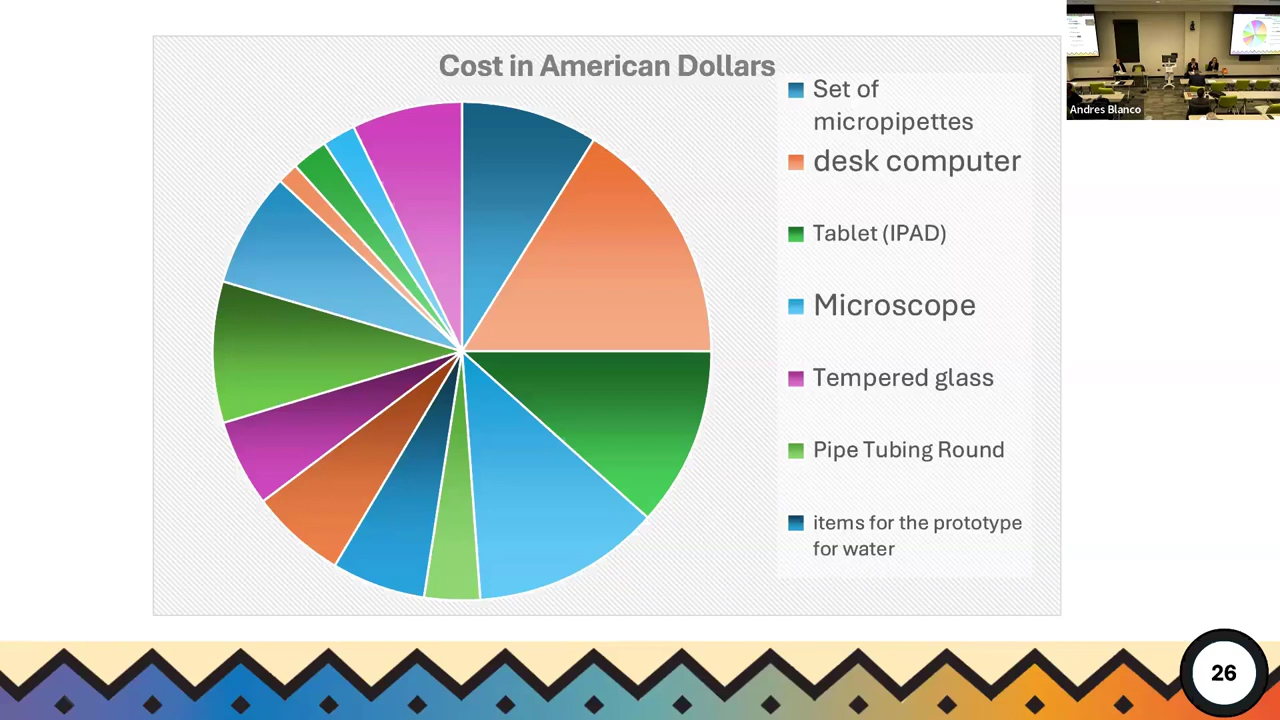 Cost in American Dollars
Set of
micropipettes
desk computer
Tablet (IPAD)
Microscope
Tempered glass
Pipe Tubing Round
items for the prototype
for water
Andres Blanco
26